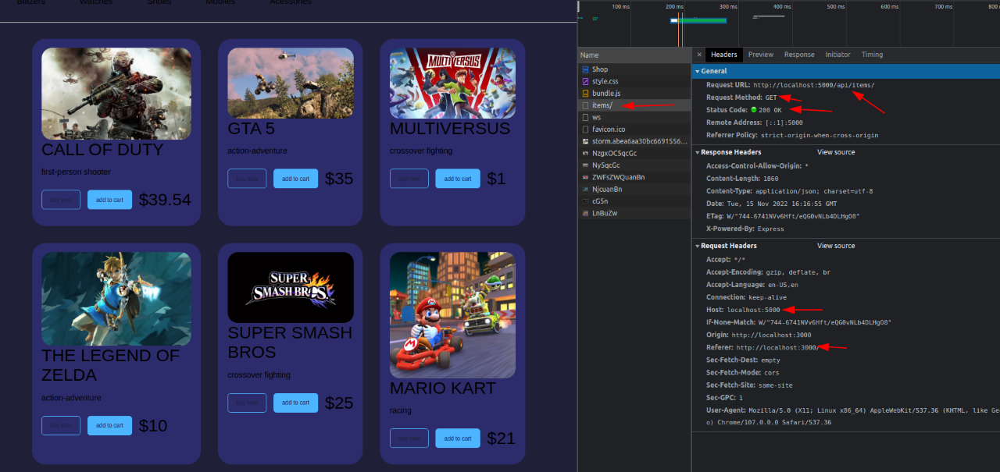 Blazers Watches Shoes Mobiles Acessories
CALL OF DUTY
first-person shooter
buy now add to cart $39.54
GTA 5
action-adventure
buy now add to cart $35
MULTIVERSUS
MULTIVERSUS
crossover fighting
buy now add to cart $1
THE LEGEND OF
ZELDA
action-adventure
buy now add to cart $10
SUPER
SMASH BROS.
SUPER SMASH
BROS
crossover fighting
buy now add to cart $25
MARIO KART
racing
buy now add to cart $21
100 ms 200 ms 300 ms 400 ms 500 ms 600 ms 700 ms 800 m
Name
Shop
style.css
bundle.js
items/
ws
favicon.ico
storm.abea6aa30bc6691556...
NzgxOC5qcGc
Ny5qcGc
ZWFsZWQuanBn
NjcuanBn
cG5n
LnBuZw
× Headers Preview Response Initiator Timing
General
Request URL: http://localhost:5000/api/items/
Request Method: GET
Status Code: 200 OK
Remote Address: [::1]:5000
Referrer Policy: strict-origin-when-cross-origin
Response Headers View source
Access-Control-Allow-Origin: *
Content-Length: 1860
Content-Type: application/json; charset=utf-8
Date: Tue, 15 Nov 2022 16:16:55 GMT
ETag: W/"744-6741NVv6Hft/eQG0vNLb4DLHgO8"
X-Powered-By: Express
Request Headers View source
Accept: */*
Accept-Encoding: gzip, deflate, br
Accept-Language: en-US,en
Connection: keep-alive
Host: localhost:5000
If-None-Match: W/"744-6741NVv6Hft/eQG0vNLb4DLHgO8"
Origin: http://localhost:3000
Referer: http://localhost:3000/
Sec-Fetch-Dest: empty
Sec-Fetch-Mode: cors
Sec-Fetch-Site: same-site
Sec-GPC: 1
User-Agent: Mozilla/5.0 (X11; Linux x86_64) AppleWebKit/537.36 (KHTML, like Gec
o) Chrome/107.0.0.0 Safari/537.36